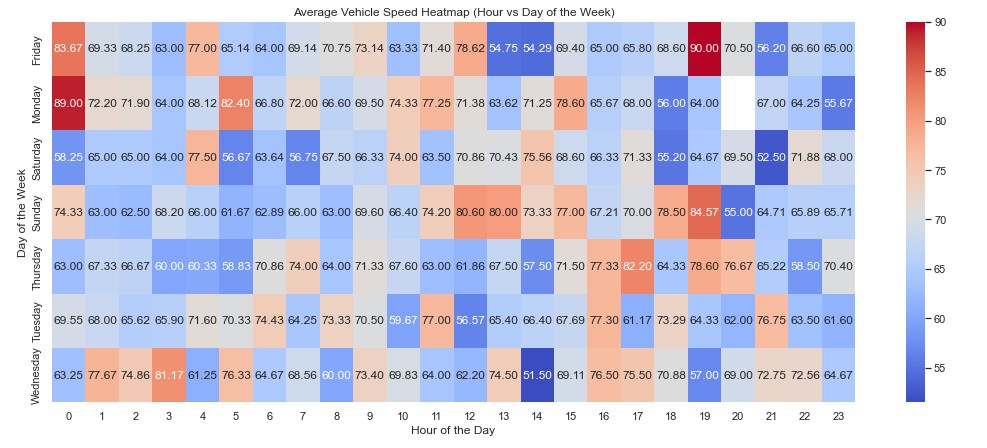 Average Vehicle Speed Heatmap (Hour vs Day of the Week)
Day of the Week
Friday 83.67 69.33 68.25 63.00 77.00 65.14 64.00 69.14 70.75 73.14 63.33 71.40 78.62 54.75 54.29 69.40 65.00 65.80 68.60 90.00 70.50 56.20 66.60 65.00
Monday 89.00 72.20 71.90 64.00 68.12 82.40 66.80 72.00 66.60 69.50 74.33 77.25 71.38 63.62 71.25 78.60 65.67 68.00 56.00 64.00 67.00 64.25 55.67
Saturday 58.25 65.00 65.00 64.00 77.50 56.67 63.64 56.75 67.50 66.33 74.00 63.50 70.86 70.43 75.56 68.60 66.33 71.33 55.20 64.67 69.50 52.50 71.88 68.00
Sunday 74.33 63.00 62.50 68.20 66.00 61.67 62.89 66.00 63.00 69.60 66.40 74.20 80.60 80.00 73.33 77.00 67.21 70.00 78.50 84.57 55.00 64.71 65.89 65.71
Thursday 63.00 67.33 66.67 60.00 60.33 58.83 70.86 74.00 64.00 71.33 67.60 63.00 61.86 67.50 57.50 71.50 77.33 82.20 64.33 78.60 76.67 65.22 58.50 70.40
Tuesday 69.55 68.00 65.62 65.90 71.60 70.33 74.43 64.25 73.33 70.50 59.67 77.00 56.57 65.40 66.40 67.69 77.30 61.17 73.29 64.33 62.00 76.75 63.50 61.60
Wednesday 63.25 77.67 74.86 81.17 61.25 76.33 64.67 68.56 60.00 73.40 69.83 64.00 62.20 74.50 51.50 69.11 76.50 75.50 70.88 57.00 69.00 72.75 72.56 64.67
0 1 2 3 4 5 6 7 8 9 10 11 12 13 14 15 16 17 18 19 20 21 22 23
Hour of the Day
90
85
80
75
70
65
60
55